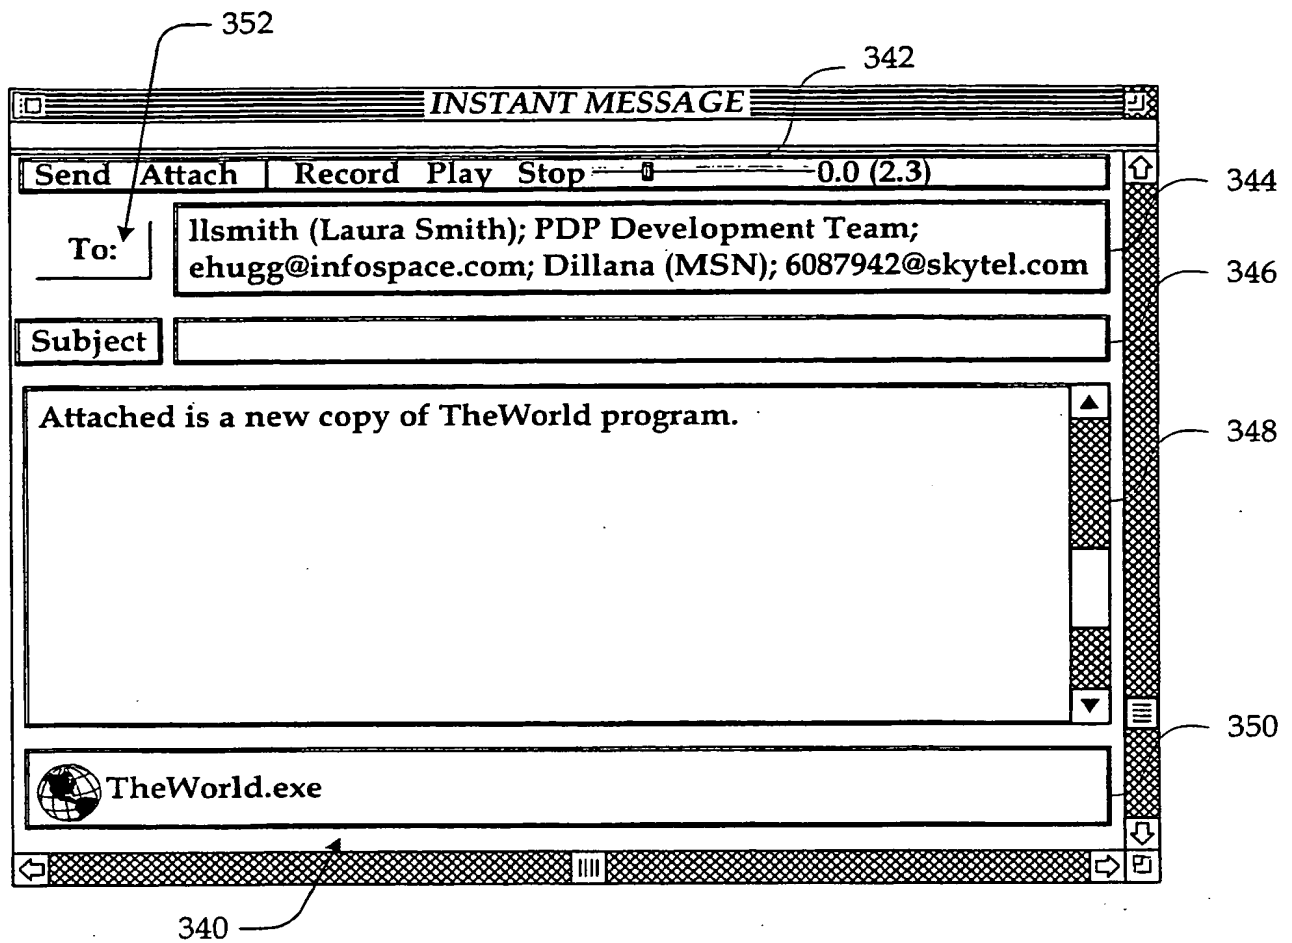 352
342
INSTANT MESSAGE
Send Attach | Record Play Stop 0.0 (2.3)
344
To:
llsmith (Laura Smith); PDP Development Team;
ehugg@infospace.com; Dillana (MSN); 6087942@skytel.com
346
Subject
Attached is a new copy of TheWorld program.
348
350
TheWorld.exe
340